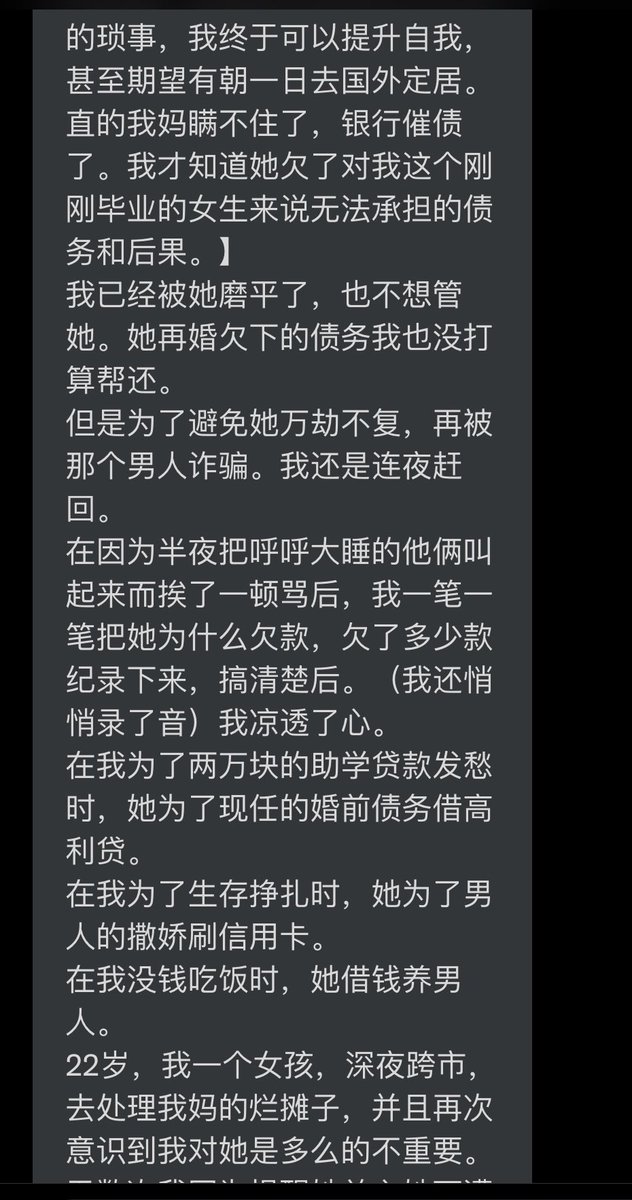 的琐事，我终于可以提升自我，
甚至期望有朝一日去国外定居。
直的我妈瞒不住了，银行催债
了。我才知道她欠了对我这个刚
刚毕业的女生来说无法承担的债
务和后果。】
我已经被她磨平了，也不想管
她。她再婚欠下的债务我也没打
算帮还。
但是为了避免她万劫不复，再被
那个男人诈骗。我还是连夜赶
回。
在因为半夜把呼呼大睡的他俩叫
起来而挨了一顿骂后，我一笔一
笔把她为什么欠款，欠了多少款
纪录下来，搞清楚后。（我还悄
悄录了音）我凉透了心。
在我为了两万块的助学贷款发愁
时，她为了现任的婚前债务借高
利贷。
在我为了生存挣扎时，她为了男
人的撒娇刷信用卡。
在我没钱吃饭时，她借钱养男
人。
22岁，我一个女孩，深夜跨市，
去处理我妈的烂摊子，并且再次
意识到我对她是多么的不重要。